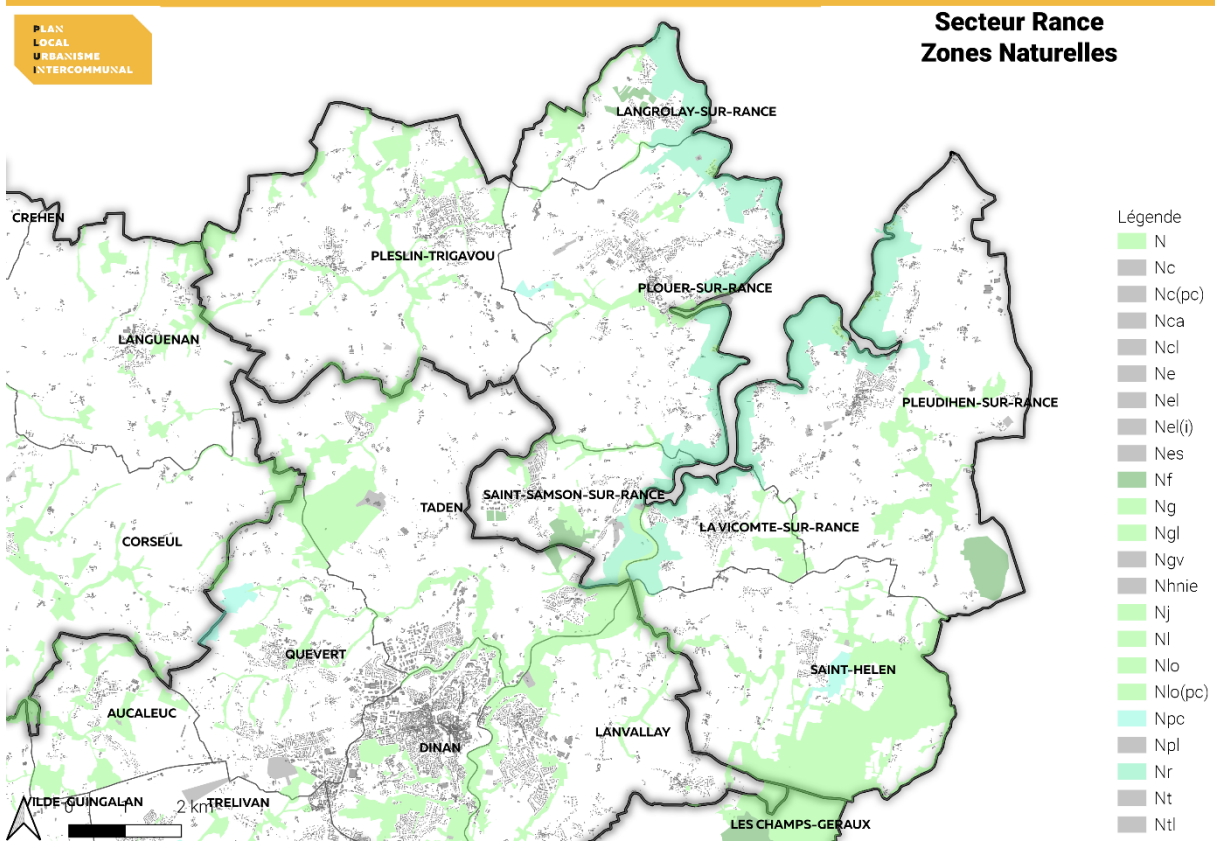 PLAN
LOCAL
URBANISME
INTERCOMMUNAL
Secteur Rance
Zones Naturelles
LANGROLAY-SUR-RANCE
CREHEN
PLESLIN-TRIGAVOU
PLOUER-SUR-RANCE
LANGUENAN
PLEUDIHEN-SUR-RANCE
TADEN
SAINT-SAMSON-SUR-RANCE
LA VICOMTE-SUR-RANCE
CORSEUL
QUEVERT
SAINT-HELEN
AUCALEUC
DINAN
LANVALLAY
ILDE-GUINGALAN
0
2 km
TRELIVAN
LES CHAMPS-GERAUX
Légende
N
Nc
Nc(pc)
Nca
Ncl
Ne
Nel
Nel(i)
Nes
Nf
Ng
Ngl
Ngv
Nhnie
Nj
Nl
Nlo
Nlo(pc)
Npc
Npl
Nr
Nt
Ntl